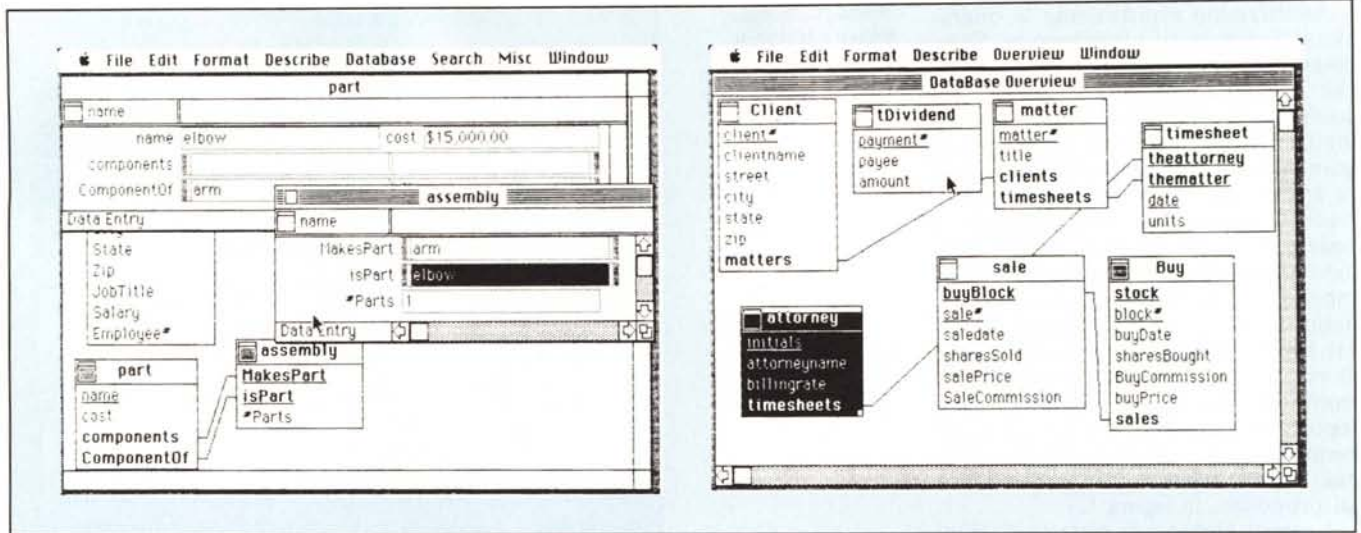 File Edit Format Describe Database Search Misc Window
part
name
name elbow cost $15,000.00
components
ComponentOf arm
Data Entry
assembly
name
MakesPart arm
isPart elbow
#Parts 1
Data Entry
State
Zip
JobTitle
Salary
Employee#
part
name
cost
components
ComponentOf
assembly
MakesPart
isPart
#Parts
File Edit Format Describe Overview Window
DataBase Overview
Client
client#
clientname
street
city
state
zip
matters
tDividend
payment#
payee
amount
matter
matter#
title
clients
timesheets
timesheet
theattorney
thematter
date
units
attorney
initials
attorneyname
billingrate
timesheets
sale
buyBlock
sale#
saledate
sharesSold
salePrice
SaleCommission
Buy
stock
block#
buyDate
sharesBought
BuyCommission
buyPrice
sales